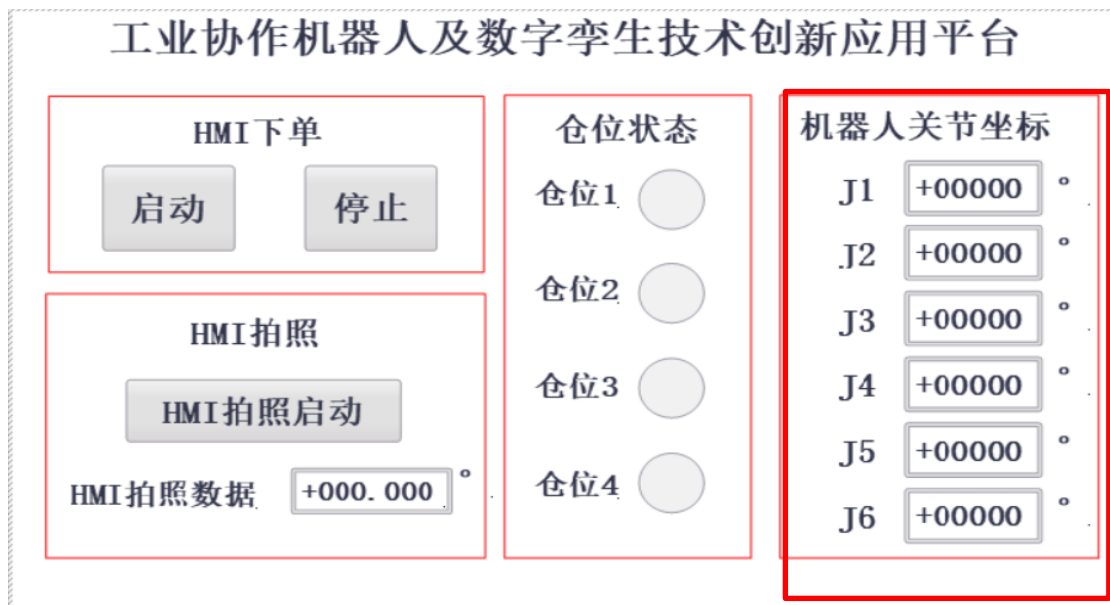 工业协作机器人及数字孪生技术创新应用平台
HMI下单
启动 停止
HMI拍照
HMI拍照启动
HMI拍照数据 +000.000 °
仓位状态
仓位1
仓位2
仓位3
仓位4
机器人关节坐标
J1 +00000 °
J2 +00000 °
J3 +00000 °
J4 +00000 °
J5 +00000 °
J6 +00000 °